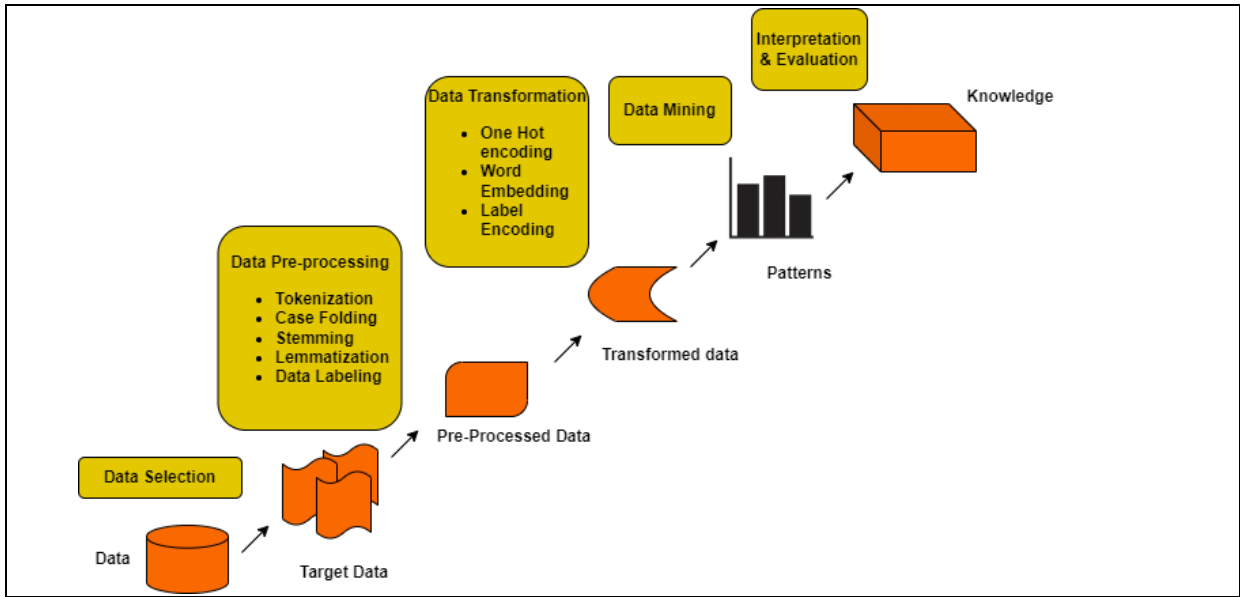 Interpretation
& Evaluation
Knowledge
Data Transformation
• One Hot
encoding
• Word
Embedding
• Label
Encoding
Data Mining
Patterns
Data Pre-processing
• Tokenization
• Case Folding
• Stemming
• Lemmatization
• Data Labeling
Transformed data
Pre-Processed Data
Data Selection
Data
Target Data